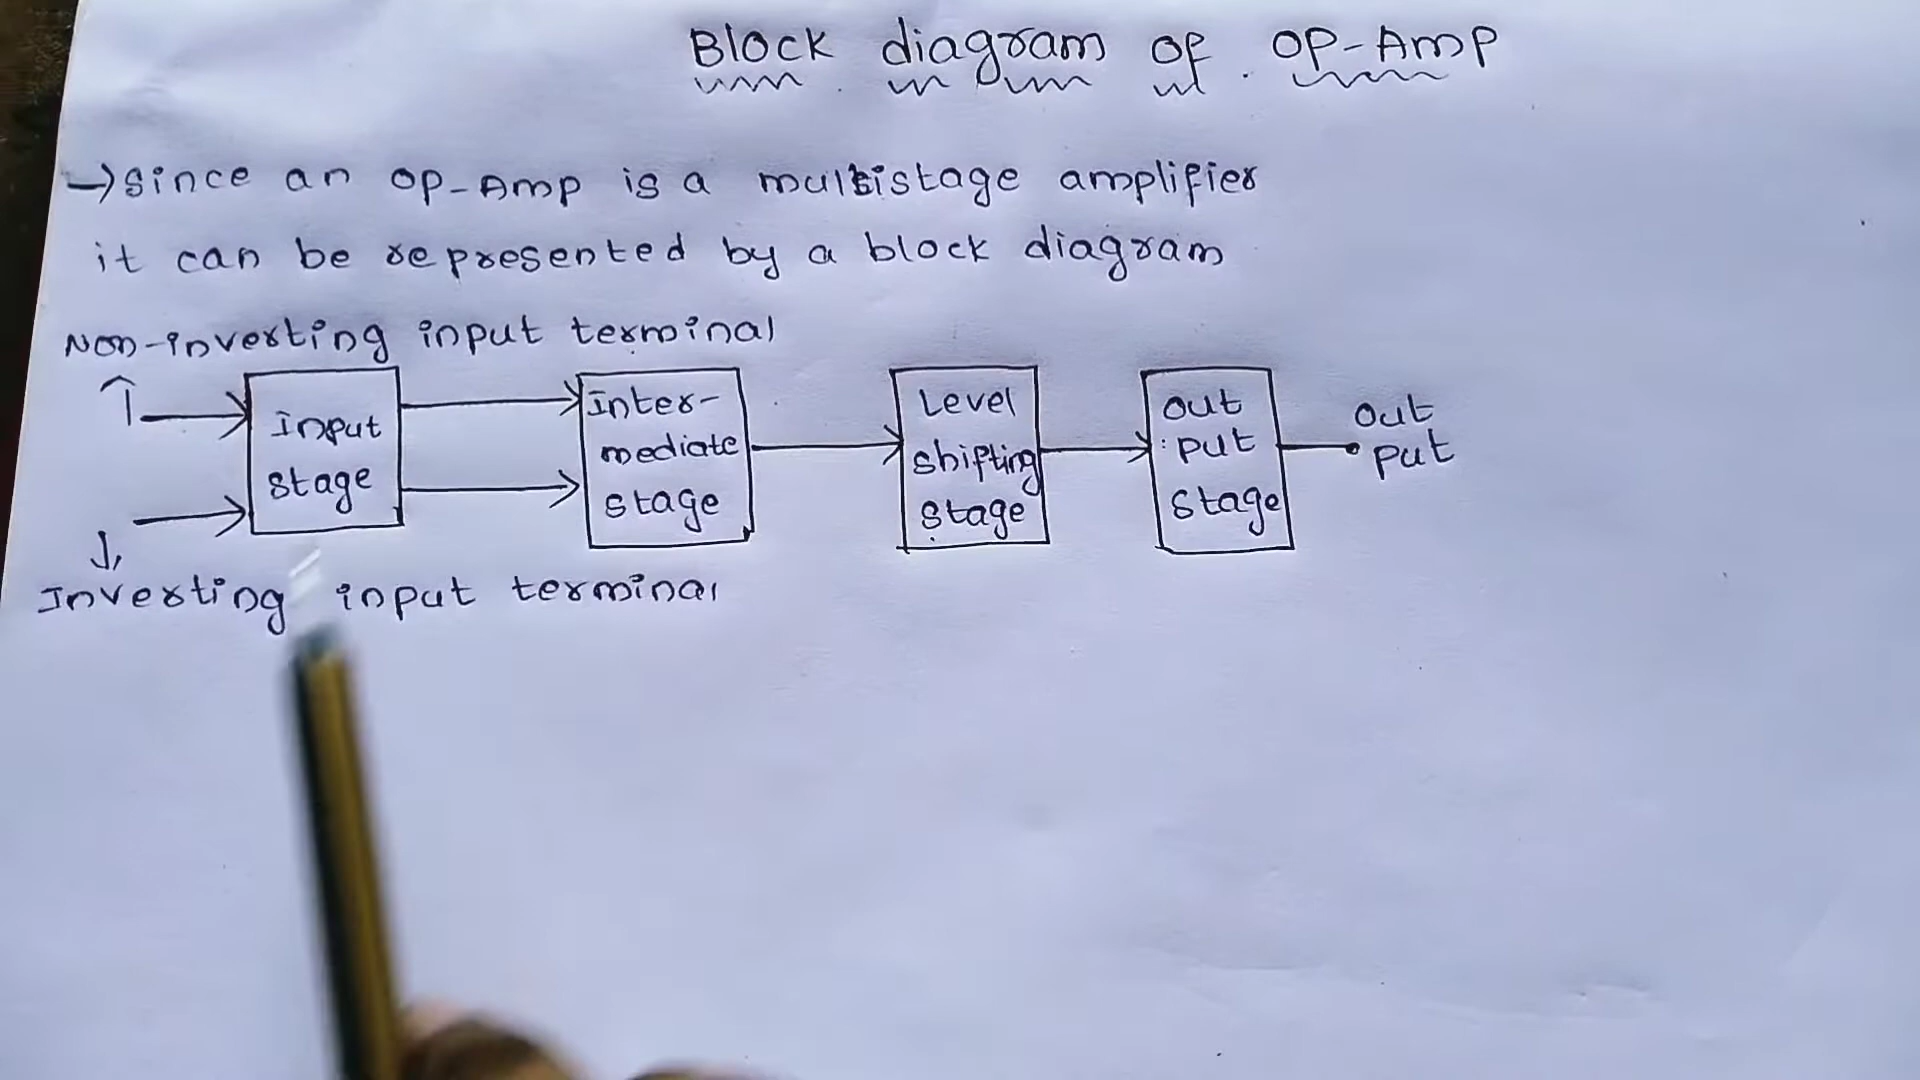 Block diagram of OP-Amp
→ since an OP-Amp is a multistage amplifier
it can be represented by a block diagram
Non-inverting input terminal
Input
stage
Inter-
mediate
stage
Level
shifting
stage
out
put
stage
out
put
Inverting input terminal